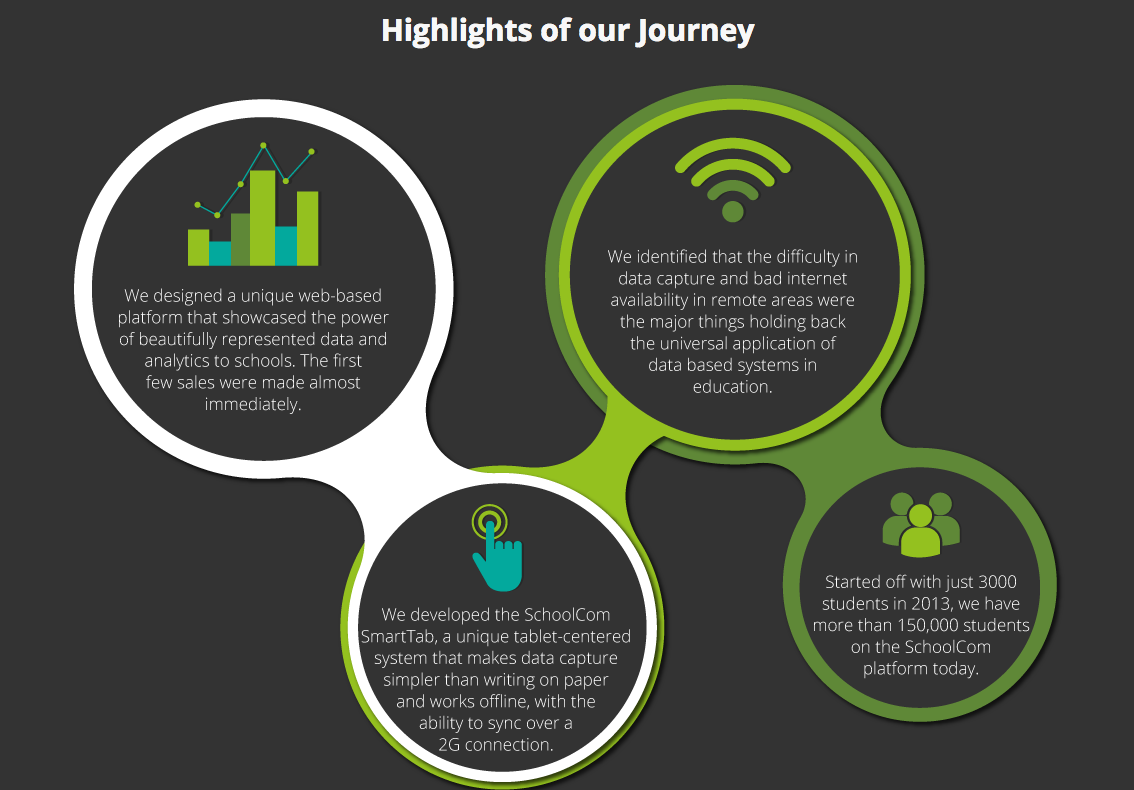 Highlights of our Journey
We designed a unique web-based
platform that showcased the power
of beautifully represented data and
analytics to schools. The first
few sales were made almost
immediately.
We identified that the difficulty in
data capture and bad internet
availability in remote areas were
the major things holding back
the universal application of
data based systems in
education.
We developed the SchoolCom
SmartTab, a unique tablet-centered
system that makes data capture
simpler than writing on paper
and works offline, with the
ability to sync over a
2G connection.
Started off with just 3000
students in 2013, we have
more than 150,000 students
on the SchoolCom
platform today.